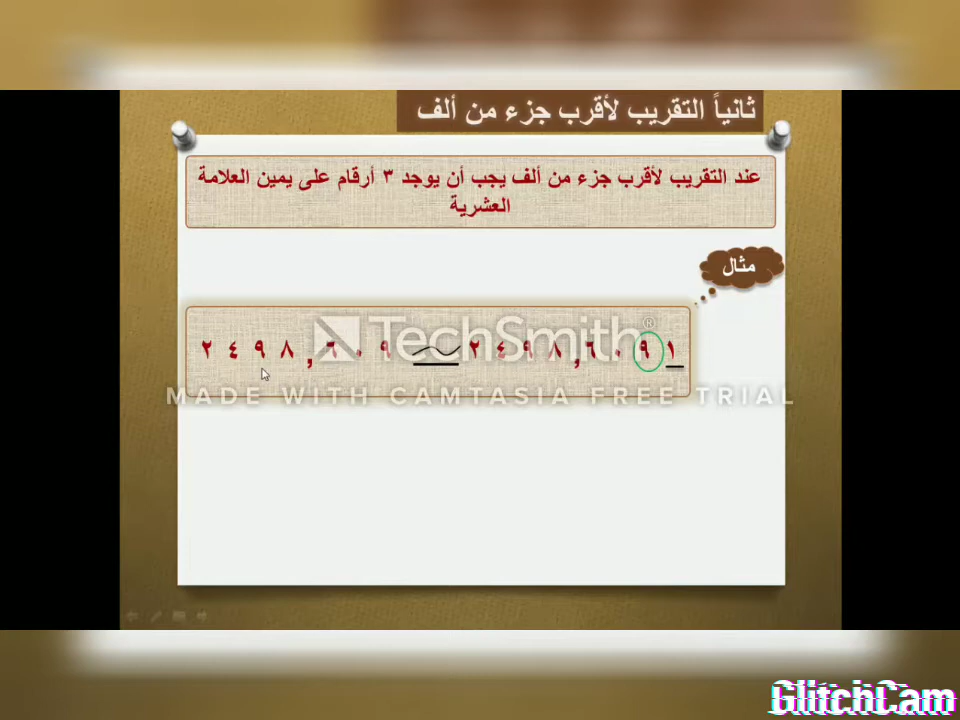 ثانياً التقريب لأقرب جزء من ألف
عند التقريب لأقرب جزء من ألف يجب أن يوجد ٣ أرقام على يمين العلامة
العشرية
مثال
٢٤٩٨,٦٠٩ ≃ ٢٤٩٨,٦٠٩١
TechSmith®
MADE WITH CAMTASIA FREE TRIAL
GlitchCam